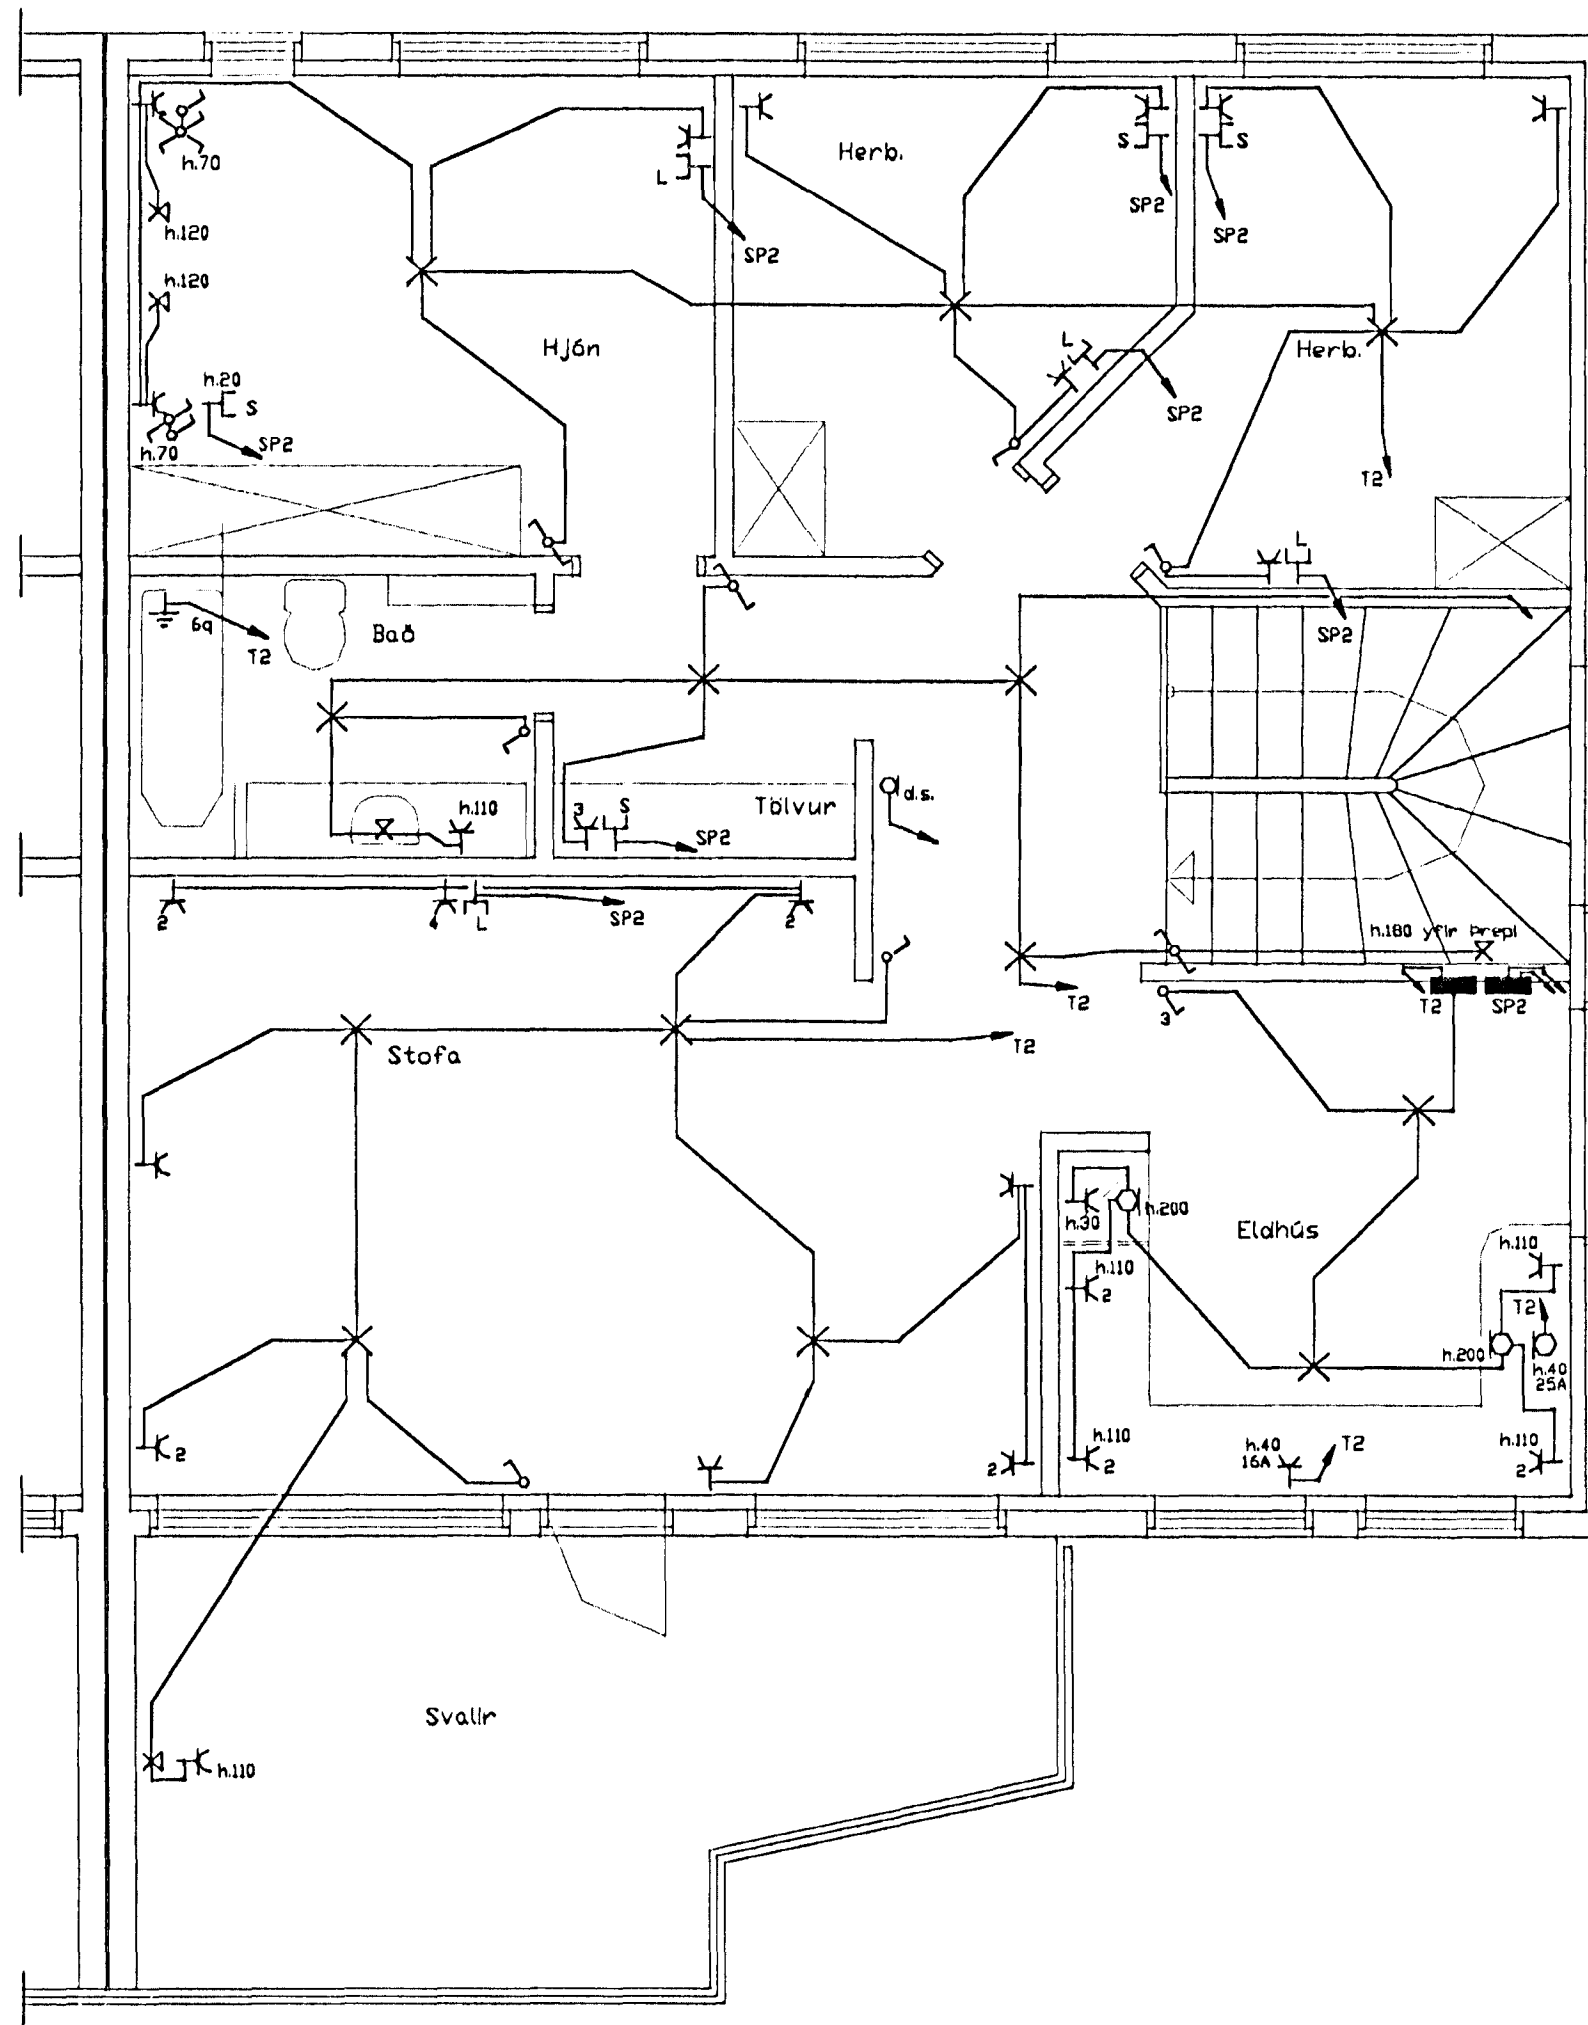 h.70
h.120
h.120
h.20
S
SP2
h.70
L
SP2
Hjón
Herb.
S
SP2
S
SP2
L
SP2
Herb.
T2
L
SP2
6q
T2
Bað
h.110
3
S
SP2
Tölvur
d.s.
2
4
L
SP2
2
h.180 yfir þrepi
T2
T2
SP2
3
Stofa
T2
h.30
h.200
Eldhús
h.110
2
h.110
T2
h.200
h.40
25A
2
2
h.110
2
h.40
16A
T2
h.110
2
Svalir
h.110